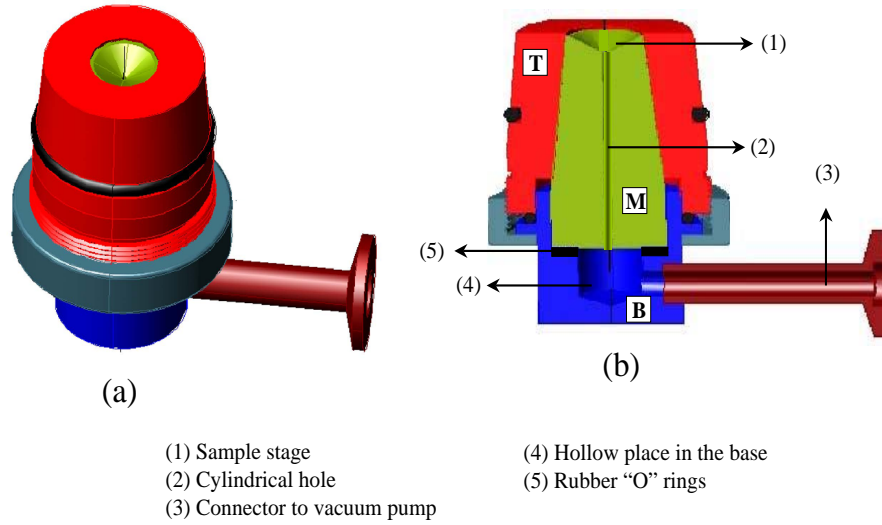 T
(1)
(2)
(3)
M
(5)
(4)
B
(a)
(b)
(1) Sample stage
(2) Cylindrical hole
(3) Connector to vacuum pump
(4) Hollow place in the base
(5) Rubber “O” rings